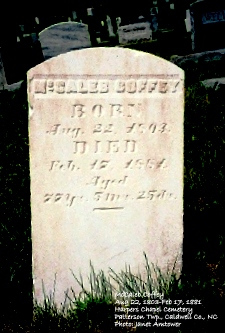 McCALEB COFFEY
BORN
Aug. 22, 1803.
DIED
Feb. 17, 1881
Aged
77 Yr. 5 Mo. 25 da.
McCaleb Coffey
Aug 22, 1803-Feb 17, 1881
Harpers Chapel Cemetery
Patterson Twp., Caldwell Co., NC
Photo: Janet Amtower